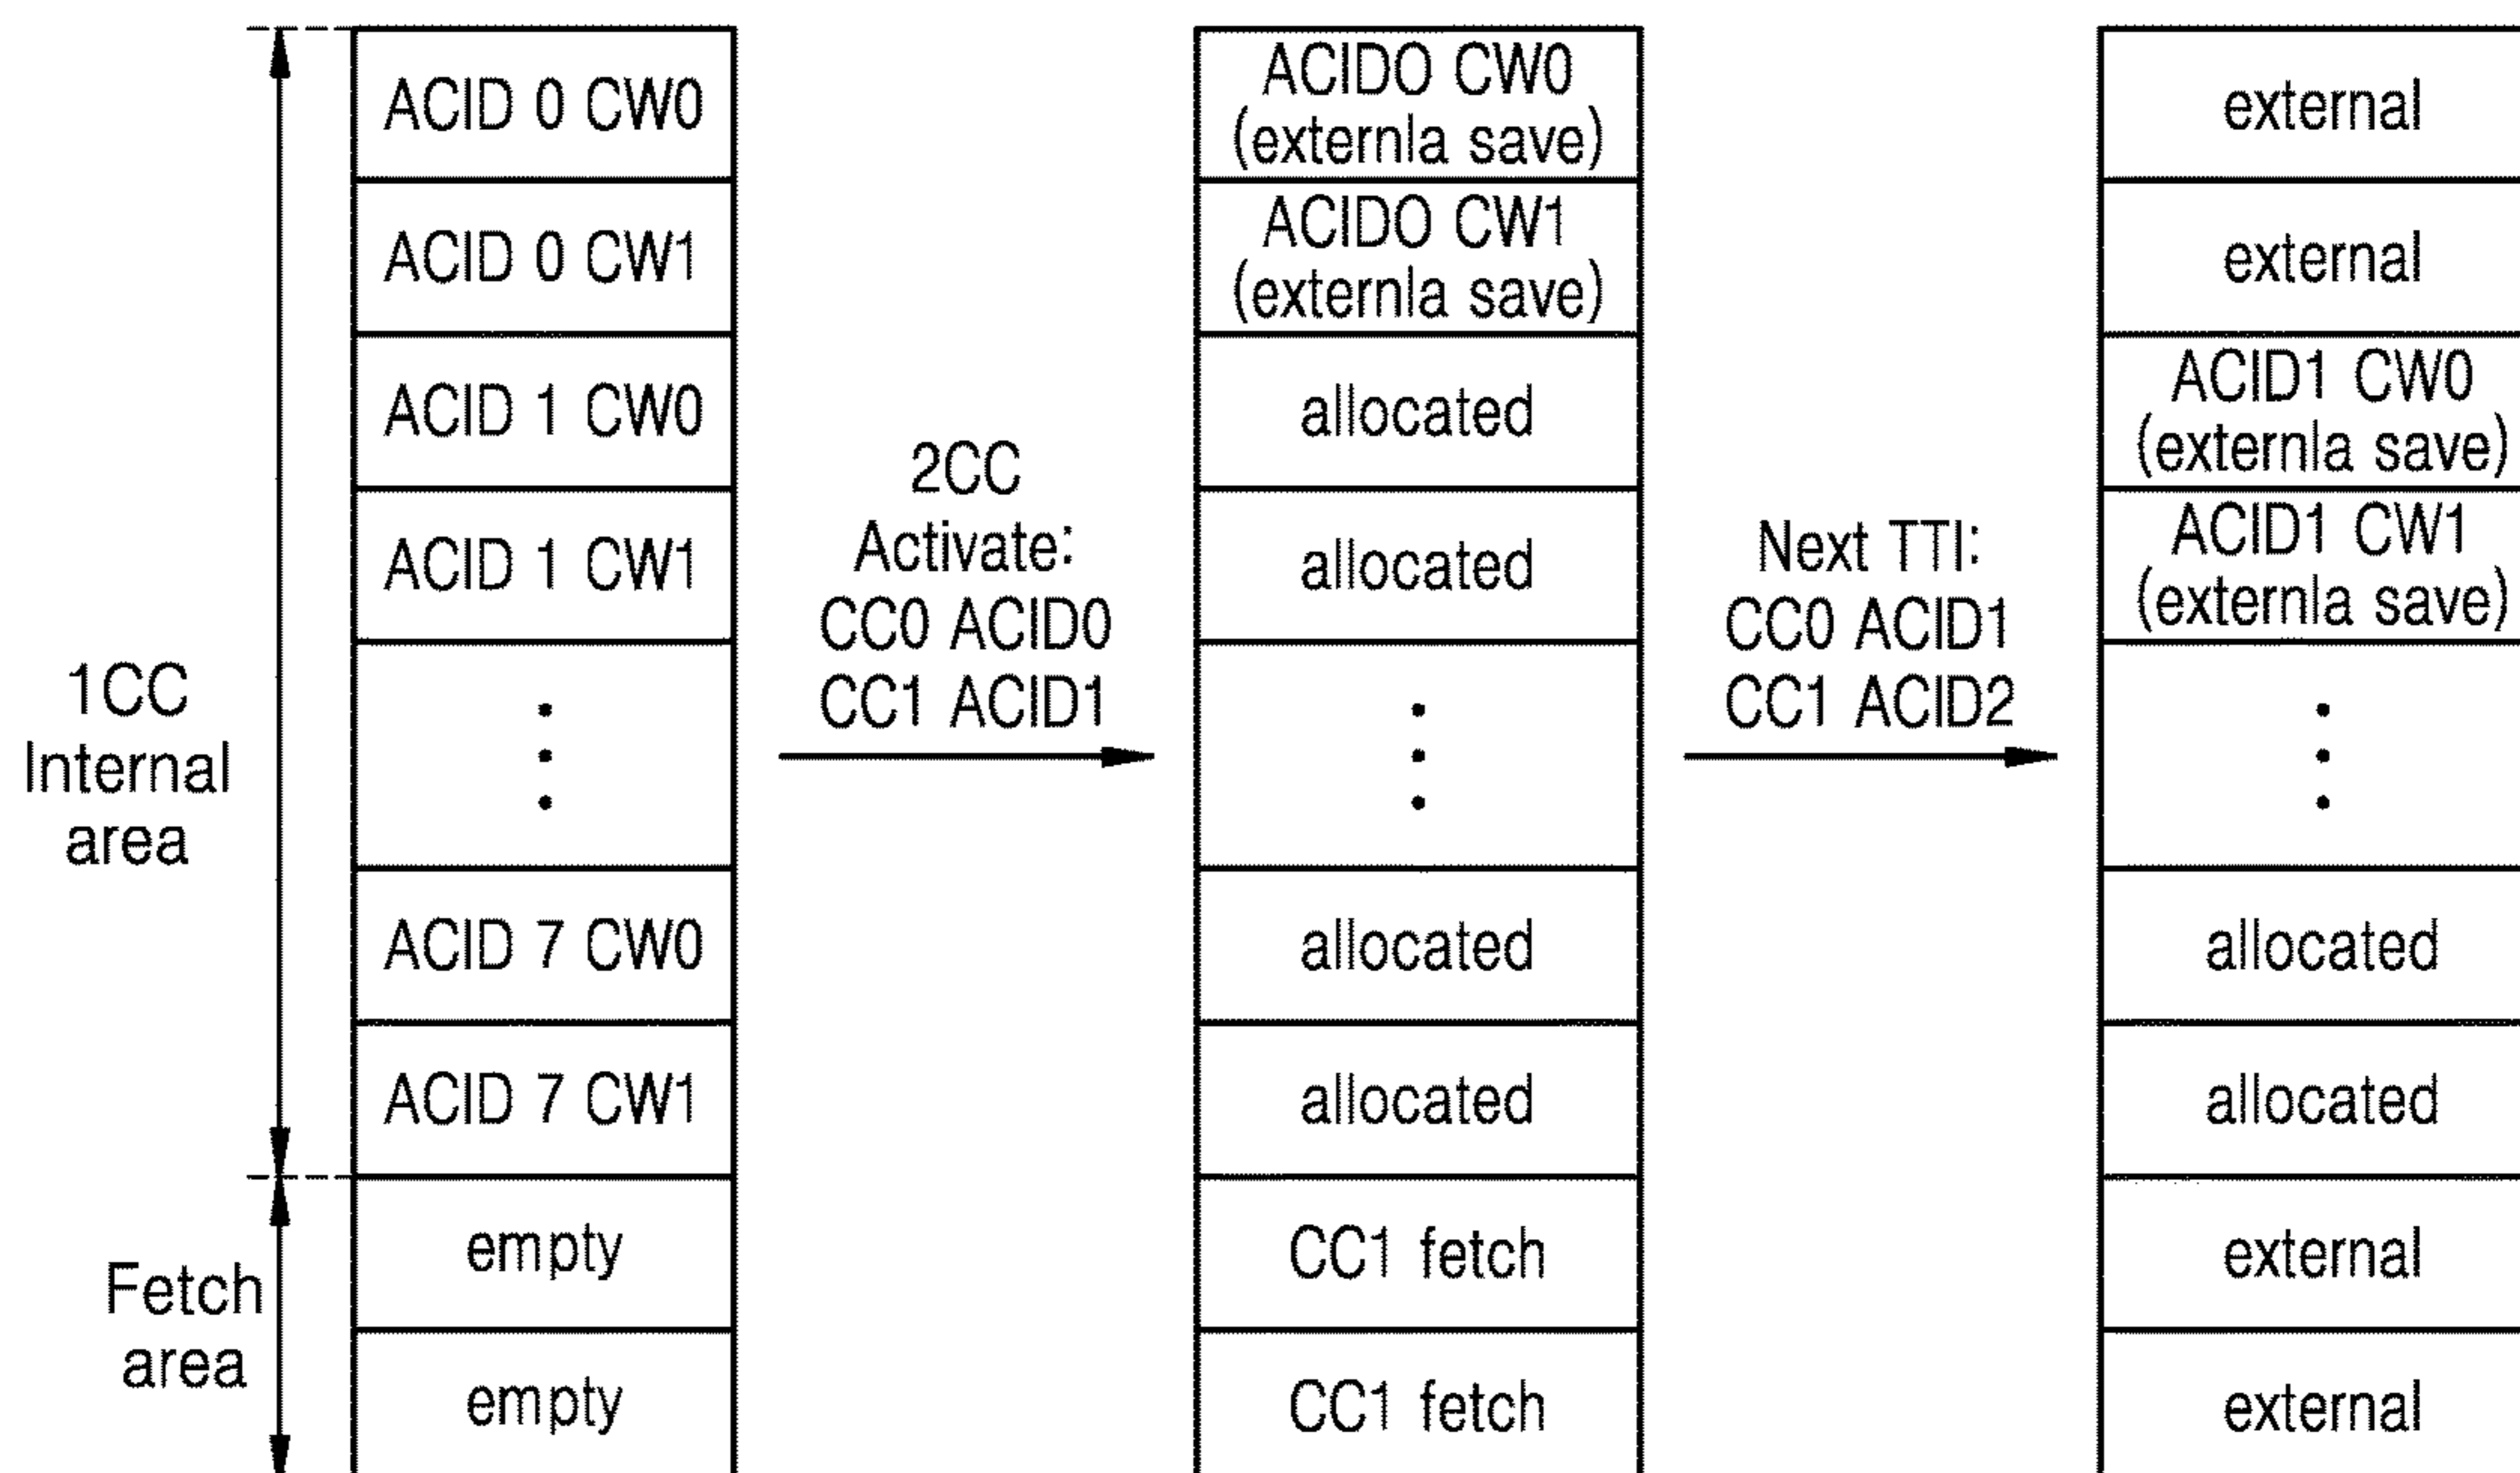 1CC
Internal
area
Fetch
area
ACID 0 CW0
ACID 0 CW1
ACID 1 CW0
ACID 1 CW1
ACID 7 CW0
ACID 7 CW1
empty
empty
2CC
Activate:
CC0 ACID0
CC1 ACID1
ACIDO CW0
(externla save)
ACIDO CW1
(externla save)
allocated
allocated
allocated
allocated
CC1 fetch
CC1 fetch
Next TTI:
CC0 ACID1
CC1 ACID2
external
external
ACID1 CW0
(externla save)
ACID1 CW1
(externla save)
allocated
allocated
external
external